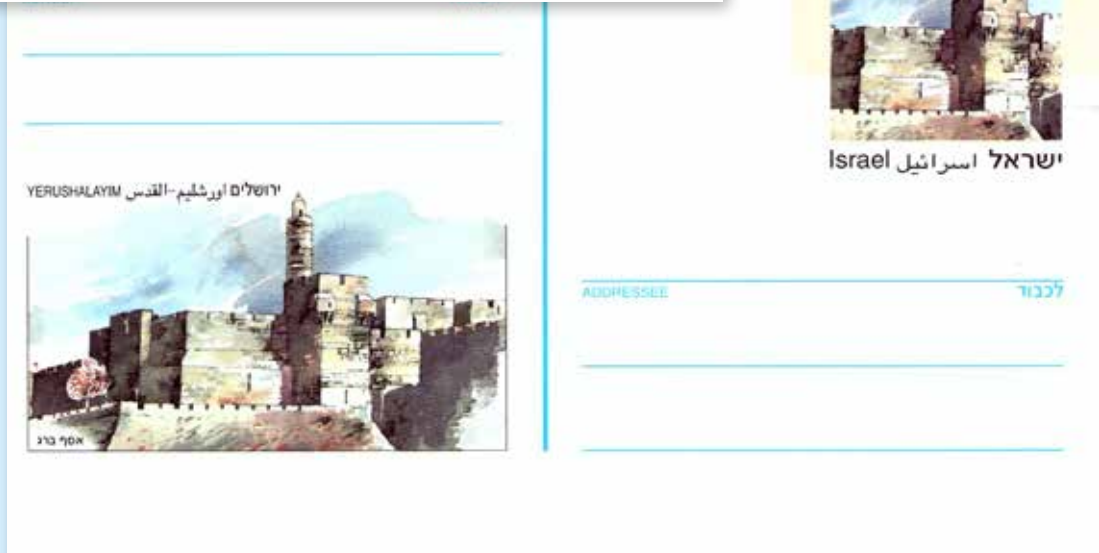 ישראל اسرائيل Israel
ירושלים اورشليم-القدس YERUSHALAYIM
ADDRESSEE לכבוד
אסף ברג